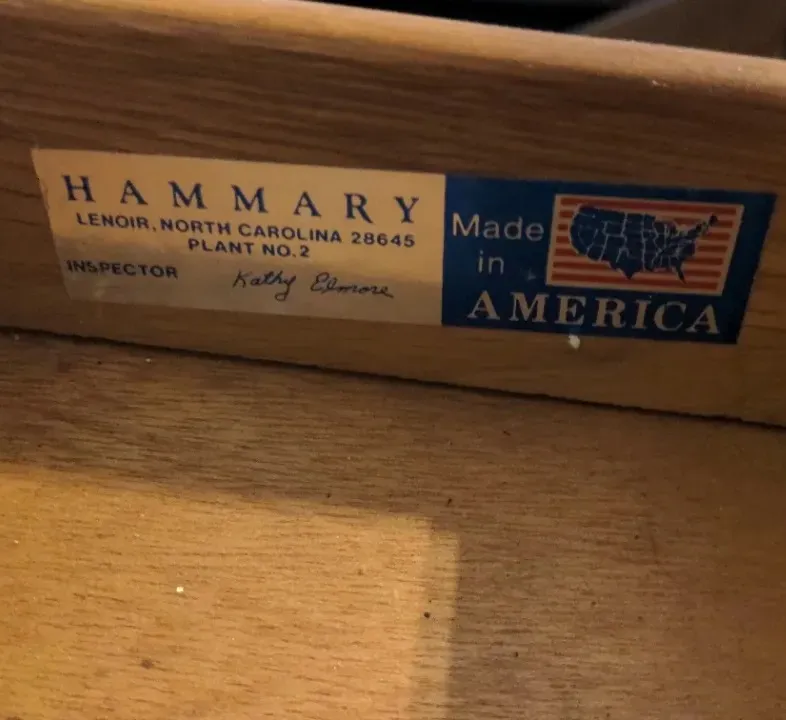 HAMMARY
LENOIR, NORTH CAROLINA 28645
PLANT NO. 2
INSPECTOR Kathy Elmore
Made
in
AMERICA